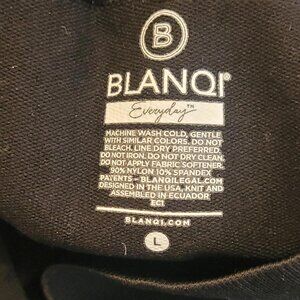 B
BLANQI®
Everyday™
MACHINE WASH COLD, GENTLE
WITH SIMILAR COLORS. DO NOT
BLEACH. LINE DRY PREFERRED.
DO NOT IRON. DO NOT DRY CLEAN.
DO NOT APPLY FABRIC SOFTENER.
90% NYLON 10% SPANDEX
PATENTS - BLANQILEGAL.COM
DESIGNED IN THE USA, KNIT AND
ASSEMBLED IN ECUADOR
EC1
BLANQI.COM
L